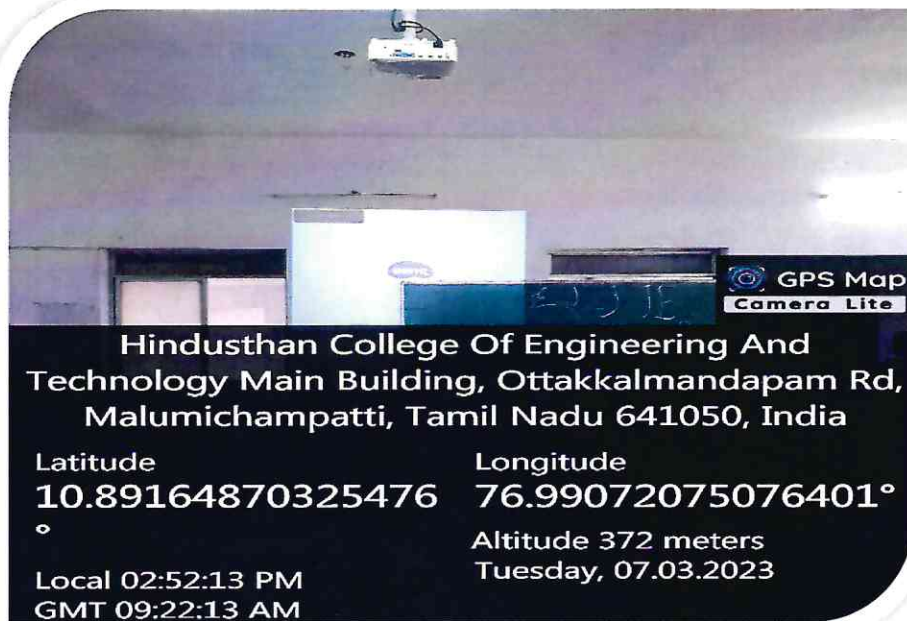 GPS Map
Camera Lite
Hindusthan College Of Engineering And
Technology Main Building, Ottakkalmandapam Rd,
Malumichampatti, Tamil Nadu 641050, India
Latitude
10.89164870325476
°
Longitude
76.99072075076401°
Altitude 372 meters
Tuesday, 07.03.2023
Local 02:52:13 PM
GMT 09:22:13 AM